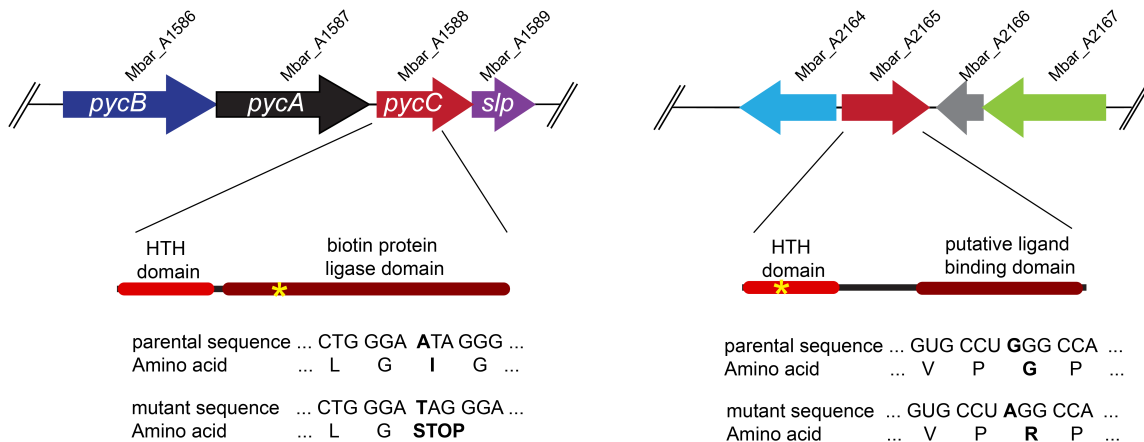 Mbar_A1586
Mbar_A1587
Mbar_A1588
Mbar_A1589
pycB
pycA
pycC
slp
HTH
domain
biotin protein
ligase domain
*
parental sequence ... CTG GGA ATA GGG ...
Amino acid ... L G I G ...
mutant sequence ... CTG GGA TAG GGA ...
Amino acid ... L G STOP
Mbar_A2164
Mbar_A2165
Mbar_A2166
Mbar_A2167
HTH
domain
putative ligand
binding domain
*
parental sequence ... GUG CCU GGG CCA ...
Amino acid ... V P G P ...
mutant sequence ... GUG CCU AGG CCA ...
Amino acid ... V P R P ...